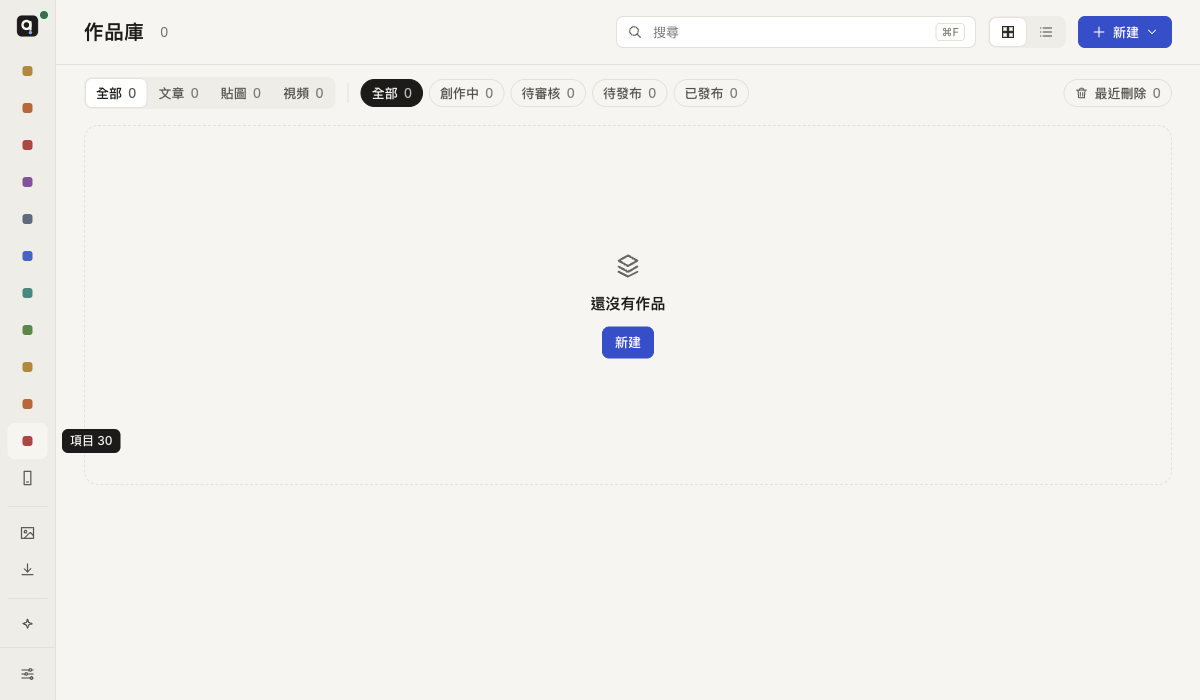 作品庫 0
搜尋 ⌘F
新建
全部 0 文章 0 貼圖 0 視頻 0 全部 0 創作中 0 待審核 0 待發布 0 已發布 0 最近刪除 0
還沒有作品
新建
項目 30